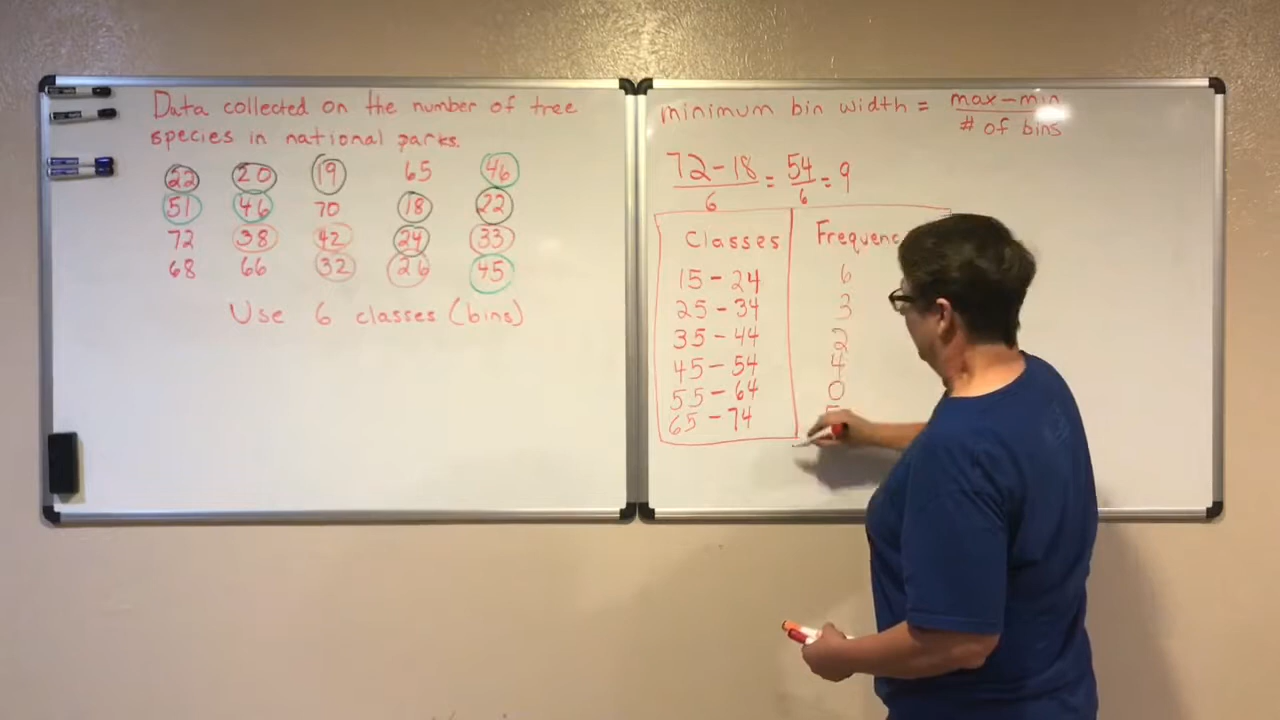 Data collected on the number of tree
species in national parks.
22 20 19 65 46
51 46 70 18 22
72 38 42 24 33
68 66 32 26 45
Use 6 classes (bins)
minimum bin width = max - min
# of bins
72 - 18 = 54 = 9
6 6
Classes Frequenc
15 - 24 6
25 - 34 3
35 - 44 2
45 - 54 4
55 - 64 0
65 - 74